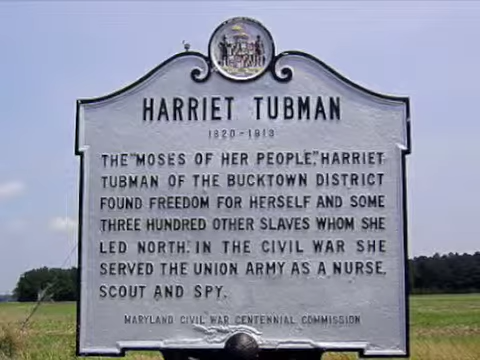 HARRIET TUBMAN
1820-1913
THE "MOSES OF HER PEOPLE," HARRIET
TUBMAN OF THE BUCKTOWN DISTRICT
FOUND FREEDOM FOR HERSELF AND SOME
THREE HUNDRED OTHER SLAVES WHOM SHE
LED NORTH. IN THE CIVIL WAR SHE
SERVED THE UNION ARMY AS A NURSE,
SCOUT AND SPY.
MARYLAND CIVIL WAR CENTENNIAL COMMISSION